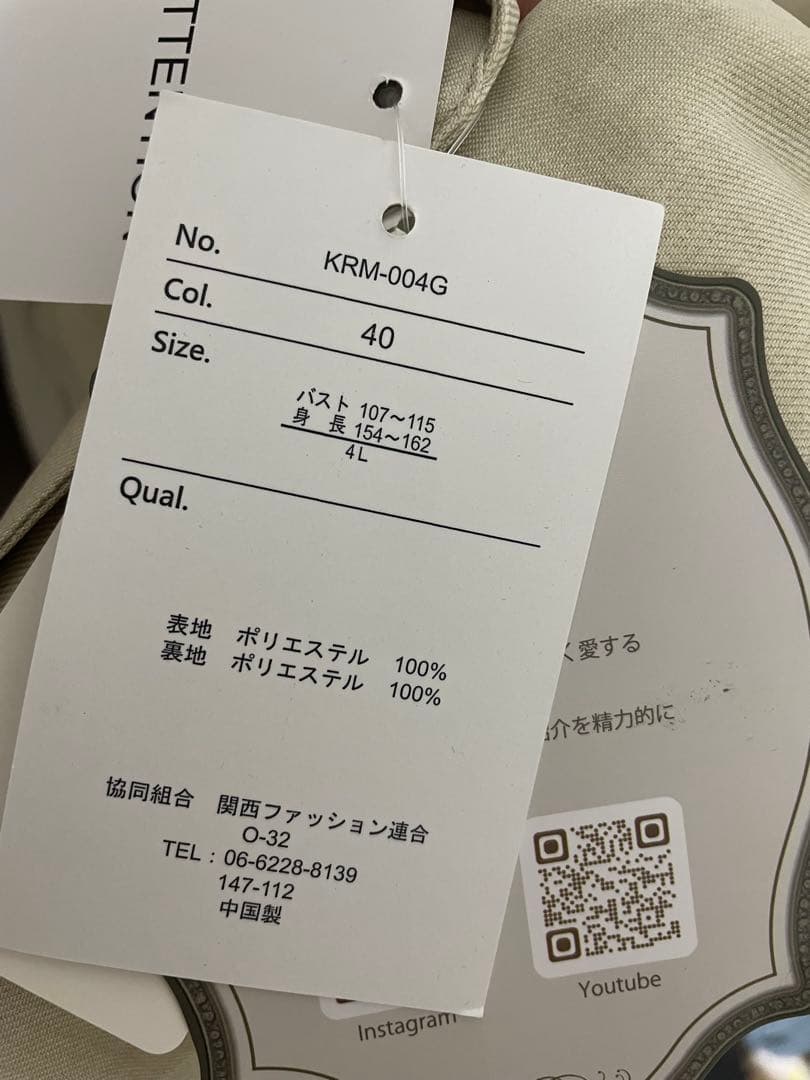 TTENTION
No. KRM-004G
Col. 40
Size.
バスト 107〜115
身 長 154〜162
4L
Qual.
表地 ポリエステル 100%
裏地 ポリエステル 100%
協同組合 関西ファッション連合
O-32
TEL : 06-6228-8139
147-112
中国製
く愛する
介を精力的に
Youtube
Instagram